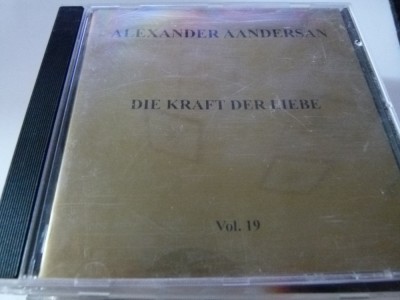 ALEXANDER AANDERSAN
DIE KRAFT DER LIEBE
Vol. 19